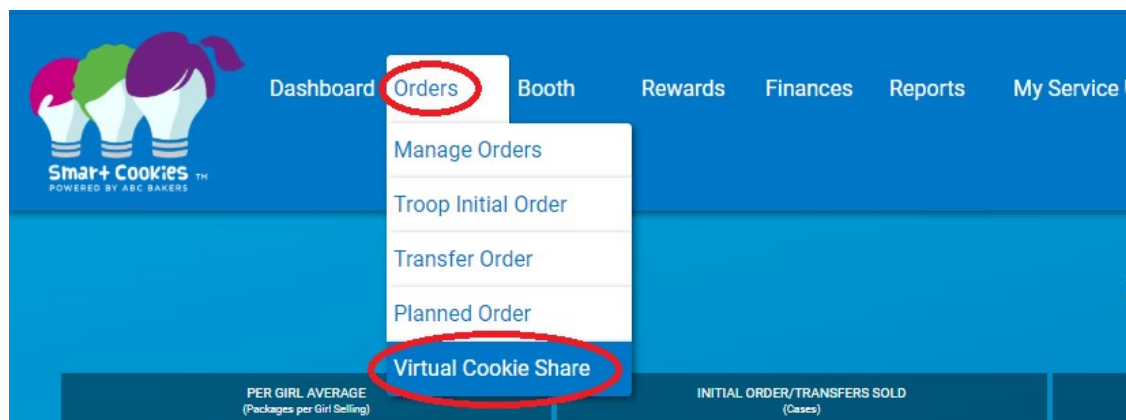 Dashboard Orders Booth Rewards Finances Reports My Service
Smart Cookies TM
POWERED BY ABC BAKERS
Manage Orders
Troop Initial Order
Transfer Order
Planned Order
Virtual Cookie Share
PER GIRL AVERAGE
(Packages per Girl Selling)
INITIAL ORDER/TRANSFERS SOLD
(Cases)